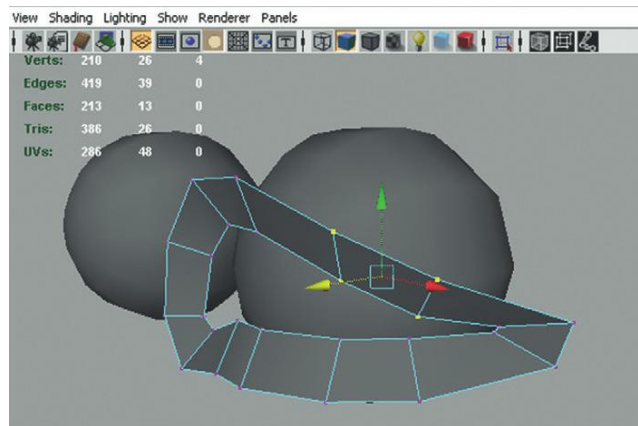 View Shading Lighting Show Renderer Panels
Verts: 210 26 4
Edges: 419 39 0
Faces: 213 13 0
Tris: 386 26 0
UVs: 286 48 0